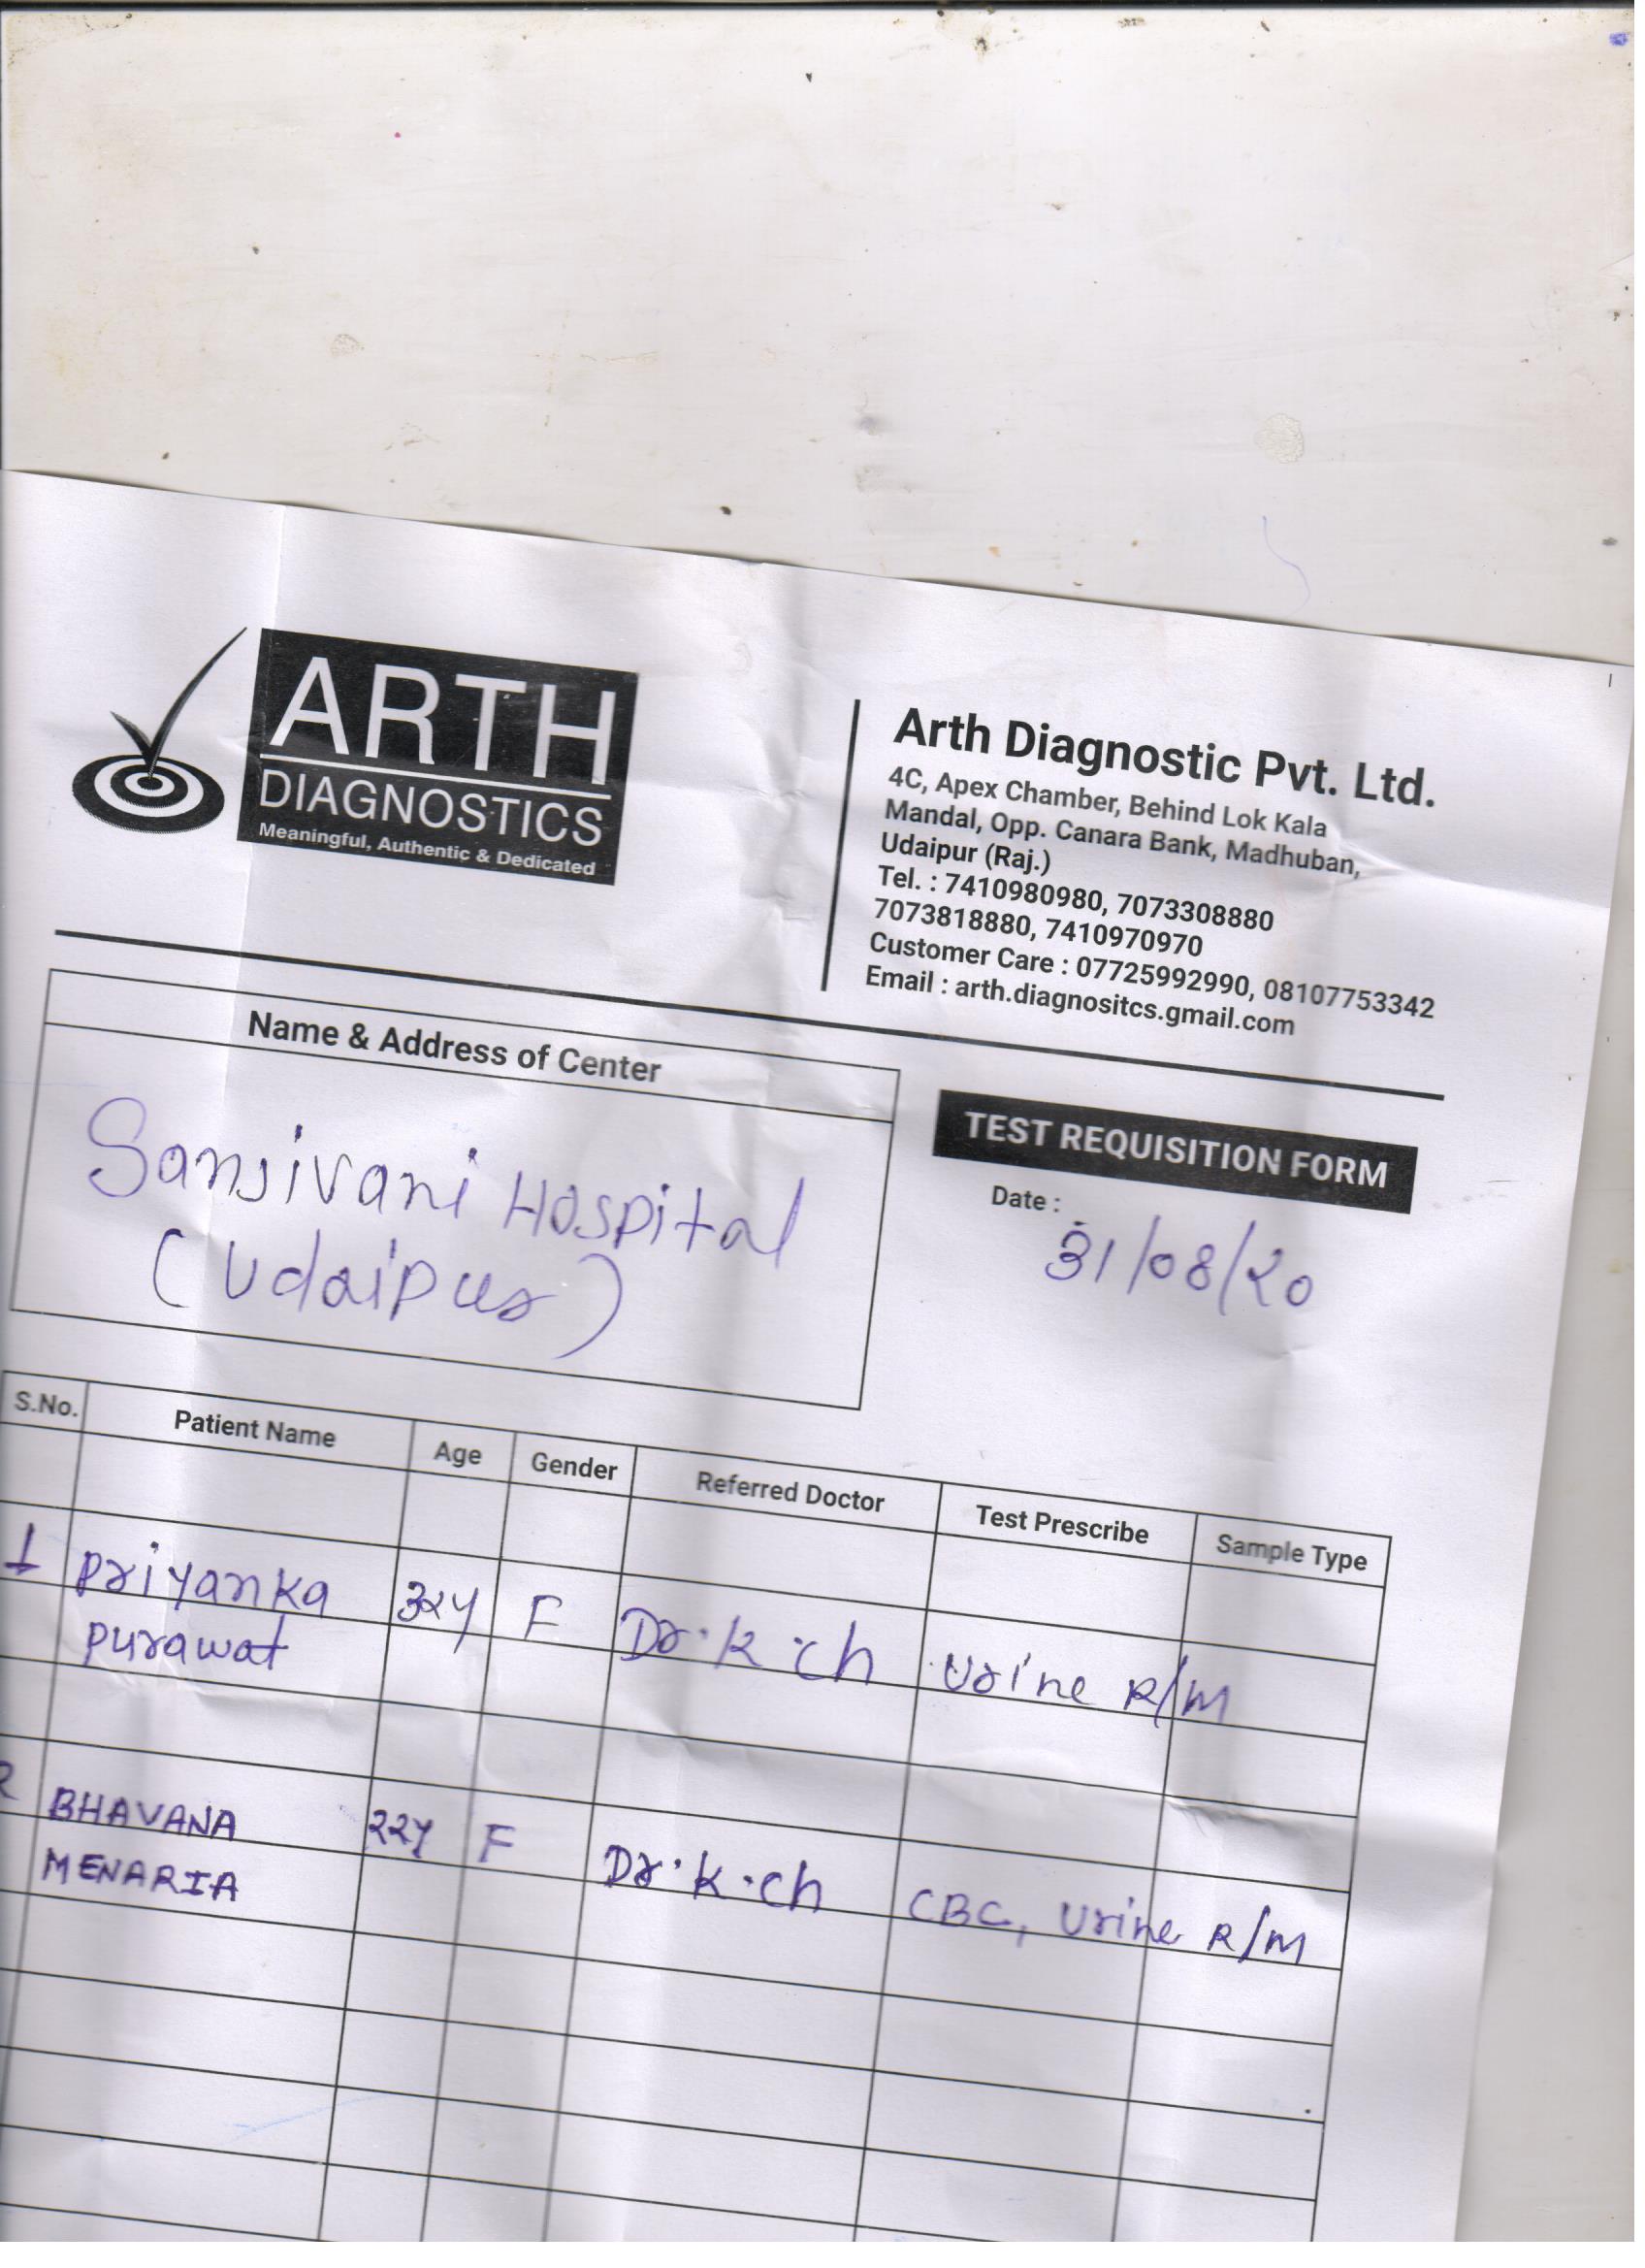 ARTH
DIAGNOSTICS
Meaningful, Authentic & Dedicated
Arth Diagnostic Pvt. Ltd.
4C, Apex Chamber, Behind Lok Kala
Mandal, Opp. Canara Bank, Madhuban,
Udaipur (Raj.)
Tel. : 7410980980, 7073308880
7073818880, 7410970970
Customer Care : 07725992990, 08107753342
Email : arth.diagnositcs.gmail.com
Name & Address of Center
Sanjivani Hospital
(Udaipur)
TEST REQUISITION FORM
Date :
31/08/20
S.No. Patient Name Age Gender Referred Doctor Test Prescribe Sample Type
1 Priyanka 32y F Dr. K. ch Urine R/M
purawat
2 BHAVANA 22y F Dr. K. ch CBC, Urine R/M
MENARIA